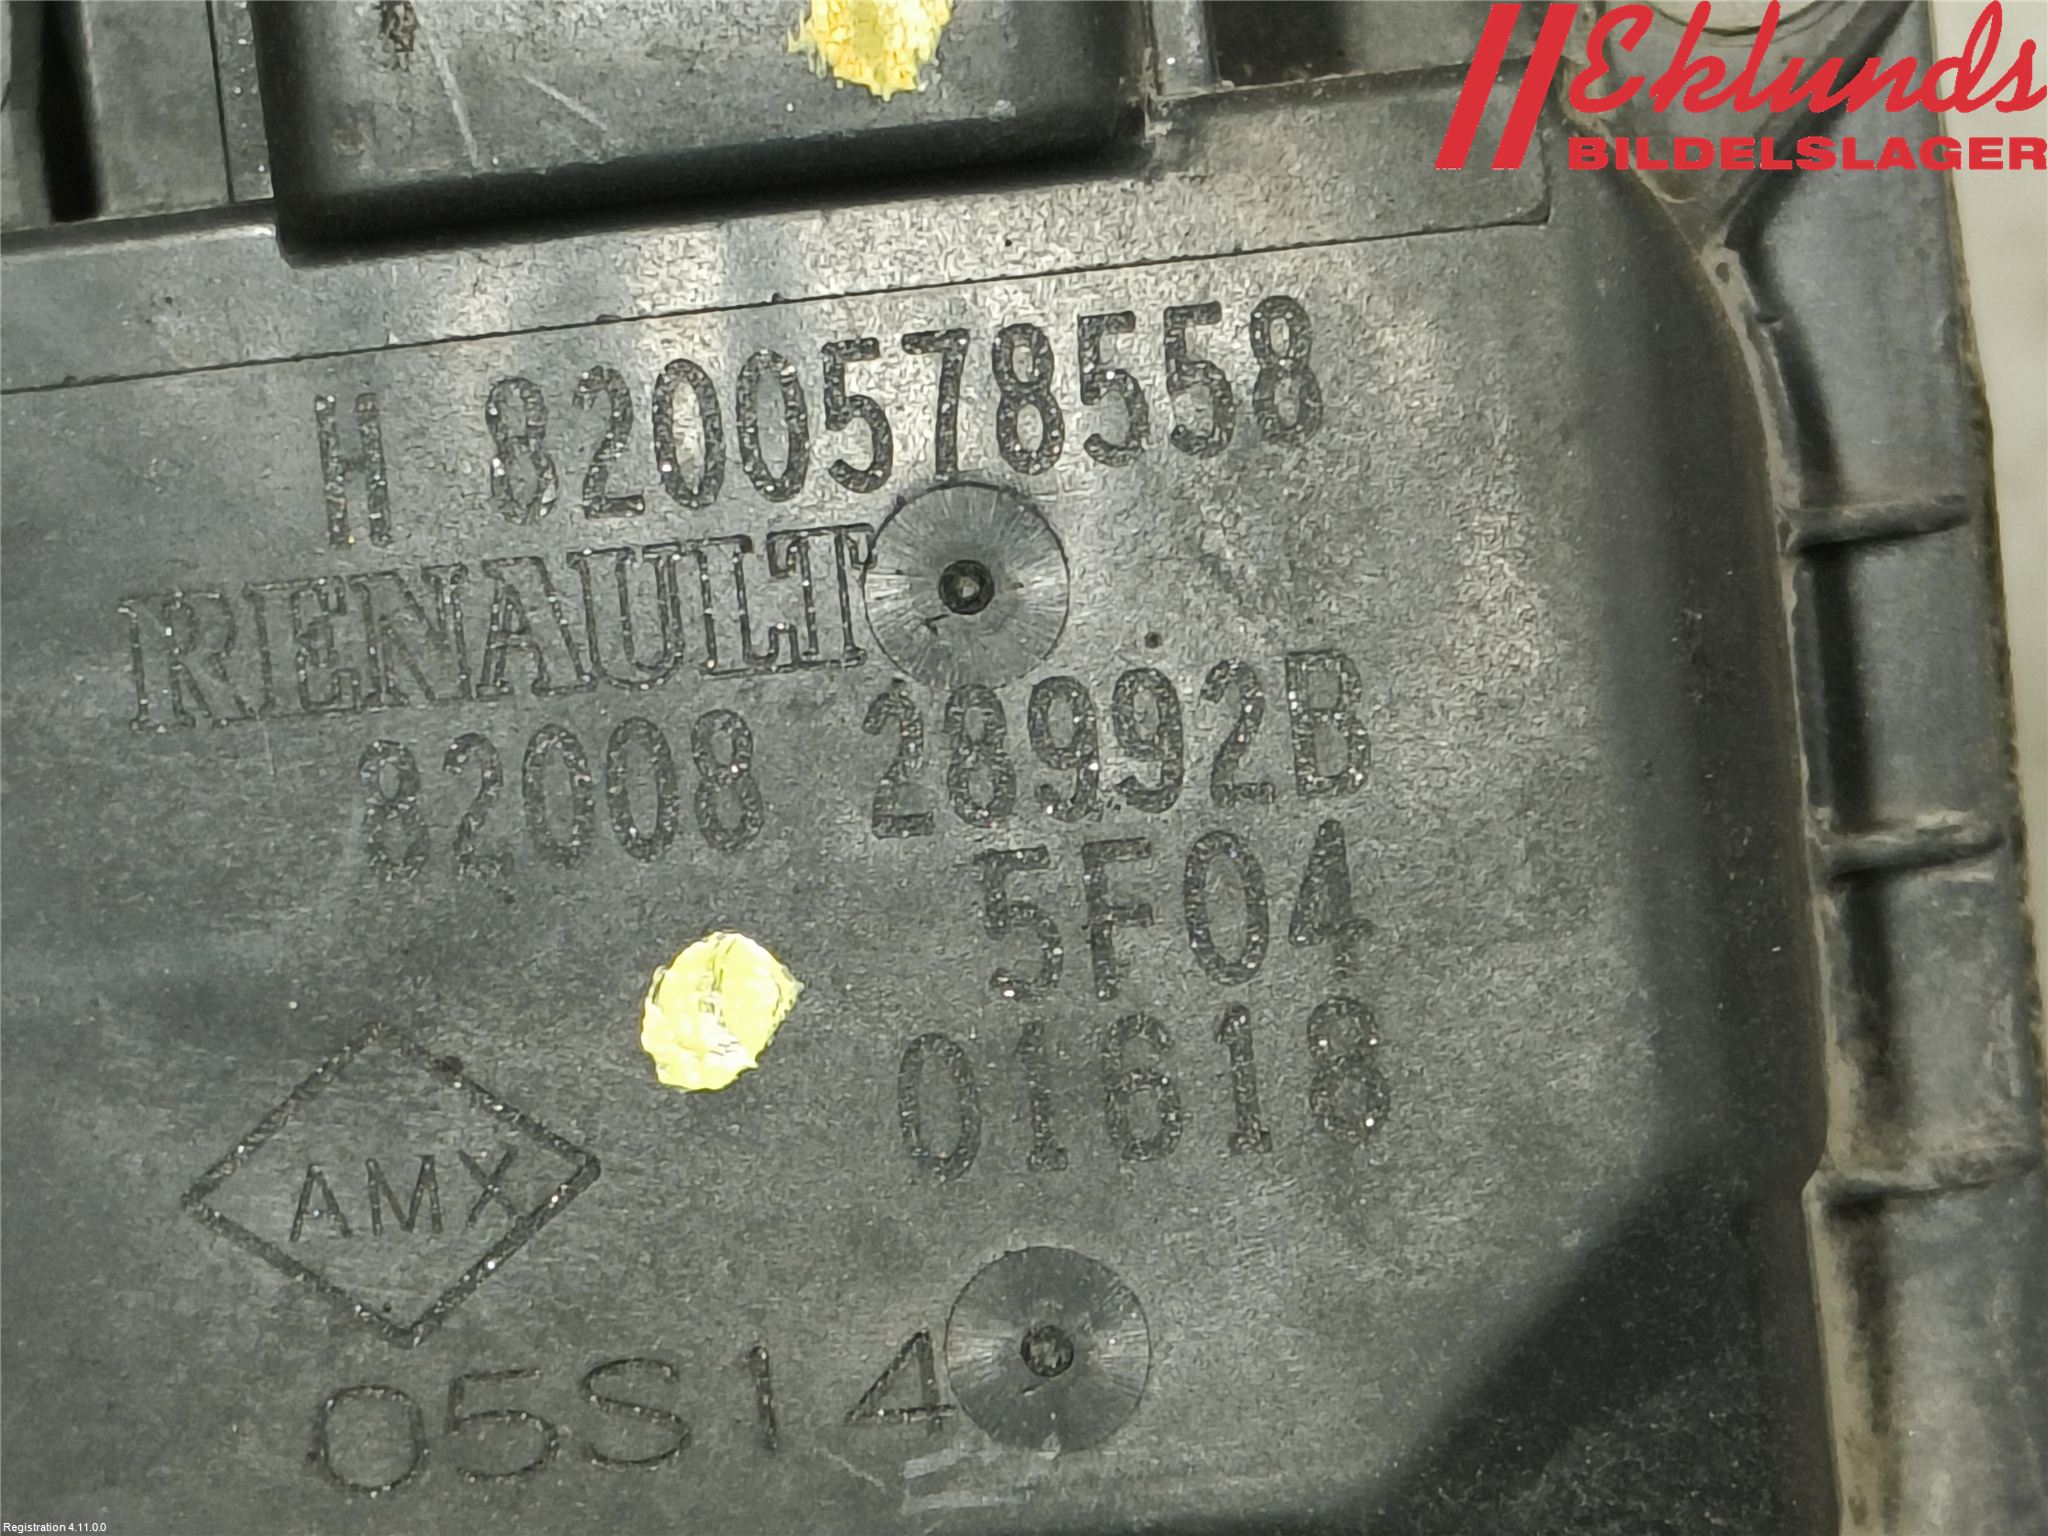 Eklunds
BILDELSLAGER
H 8200578558
RENAULT
82008 28992B
5F04
01618
AMX
05S14
Registration 4.11.0.0